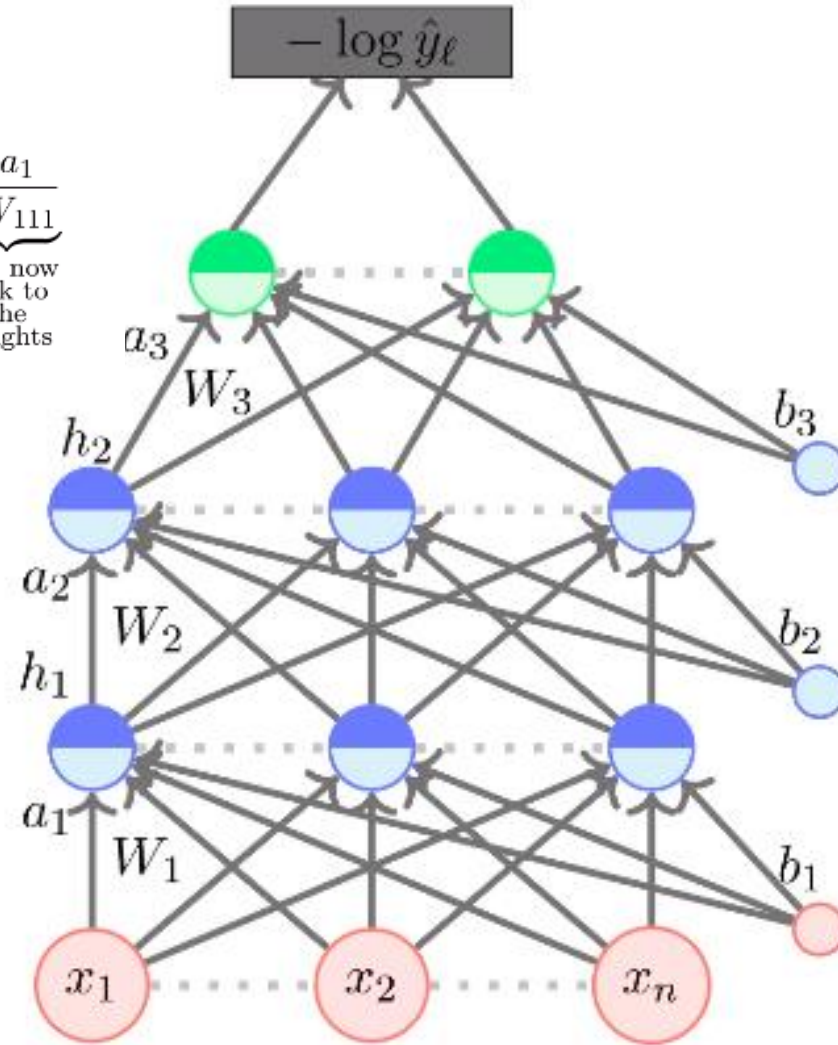 − log ŷℓ
a₁
W₁₁₁
now
k to
he
ghts
a₃
W₃
h₂
b₃
a₂
W₂
b₂
h₁
a₁
W₁
b₁
x₁ x₂ xₙ